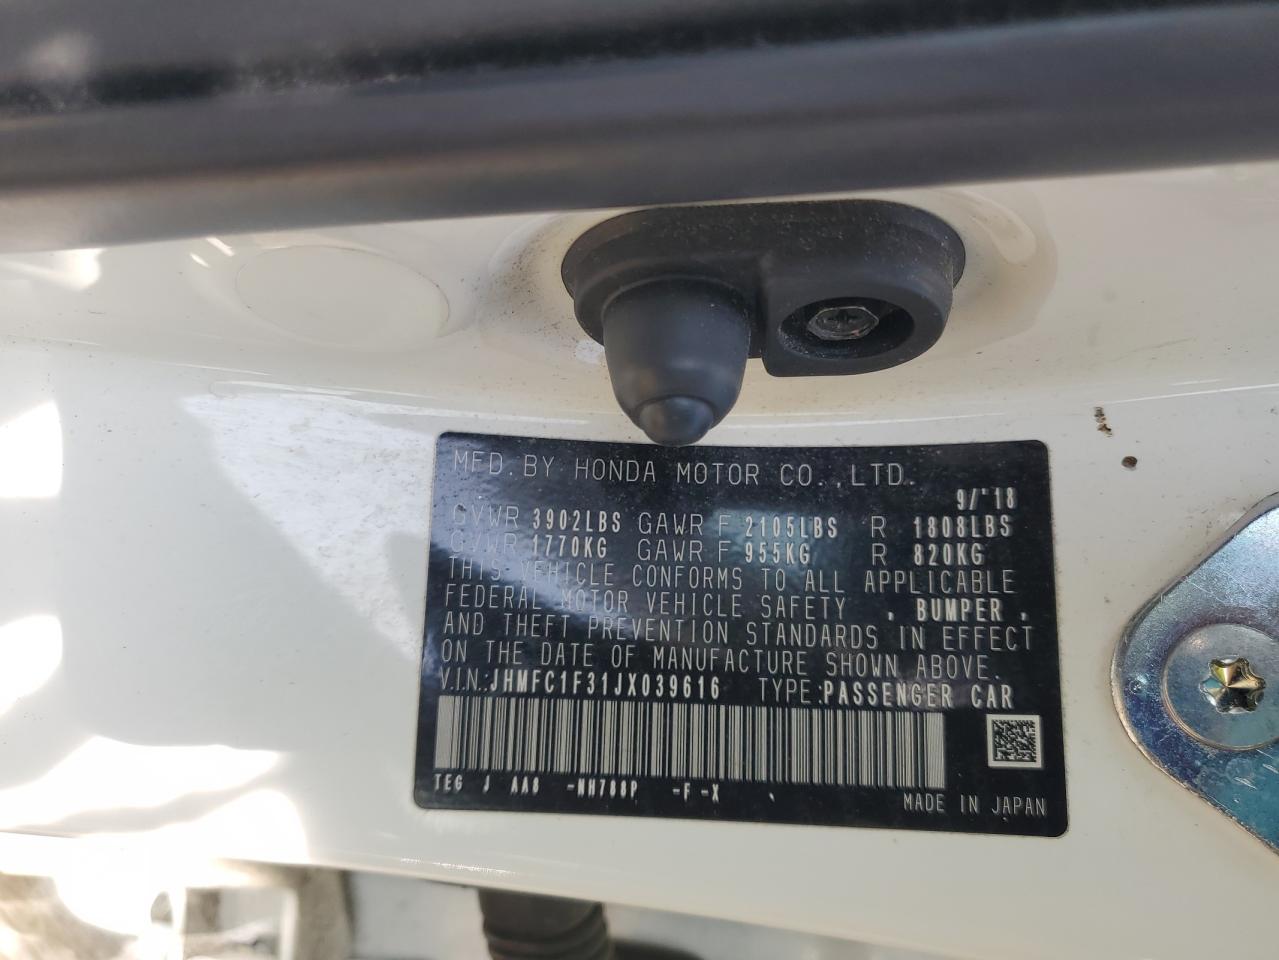 MFD. BY HONDA MOTOR CO., LTD.
9/'18
GVWR 3902LBS GAWR F 2105LBS R 1808LBS
GVWR 1770KG GAWR F 955KG R 820KG
THIS VEHICLE CONFORMS TO ALL APPLICABLE
FEDERAL MOTOR VEHICLE SAFETY , BUMPER ,
AND THEFT PREVENTION STANDARDS IN EFFECT
ON THE DATE OF MANUFACTURE SHOWN ABOVE.
V.I.N.:JHMFC1F31JX039616 TYPE:PASSENGER CAR
TEG J AA8 -NH788P -F -X
MADE IN JAPAN